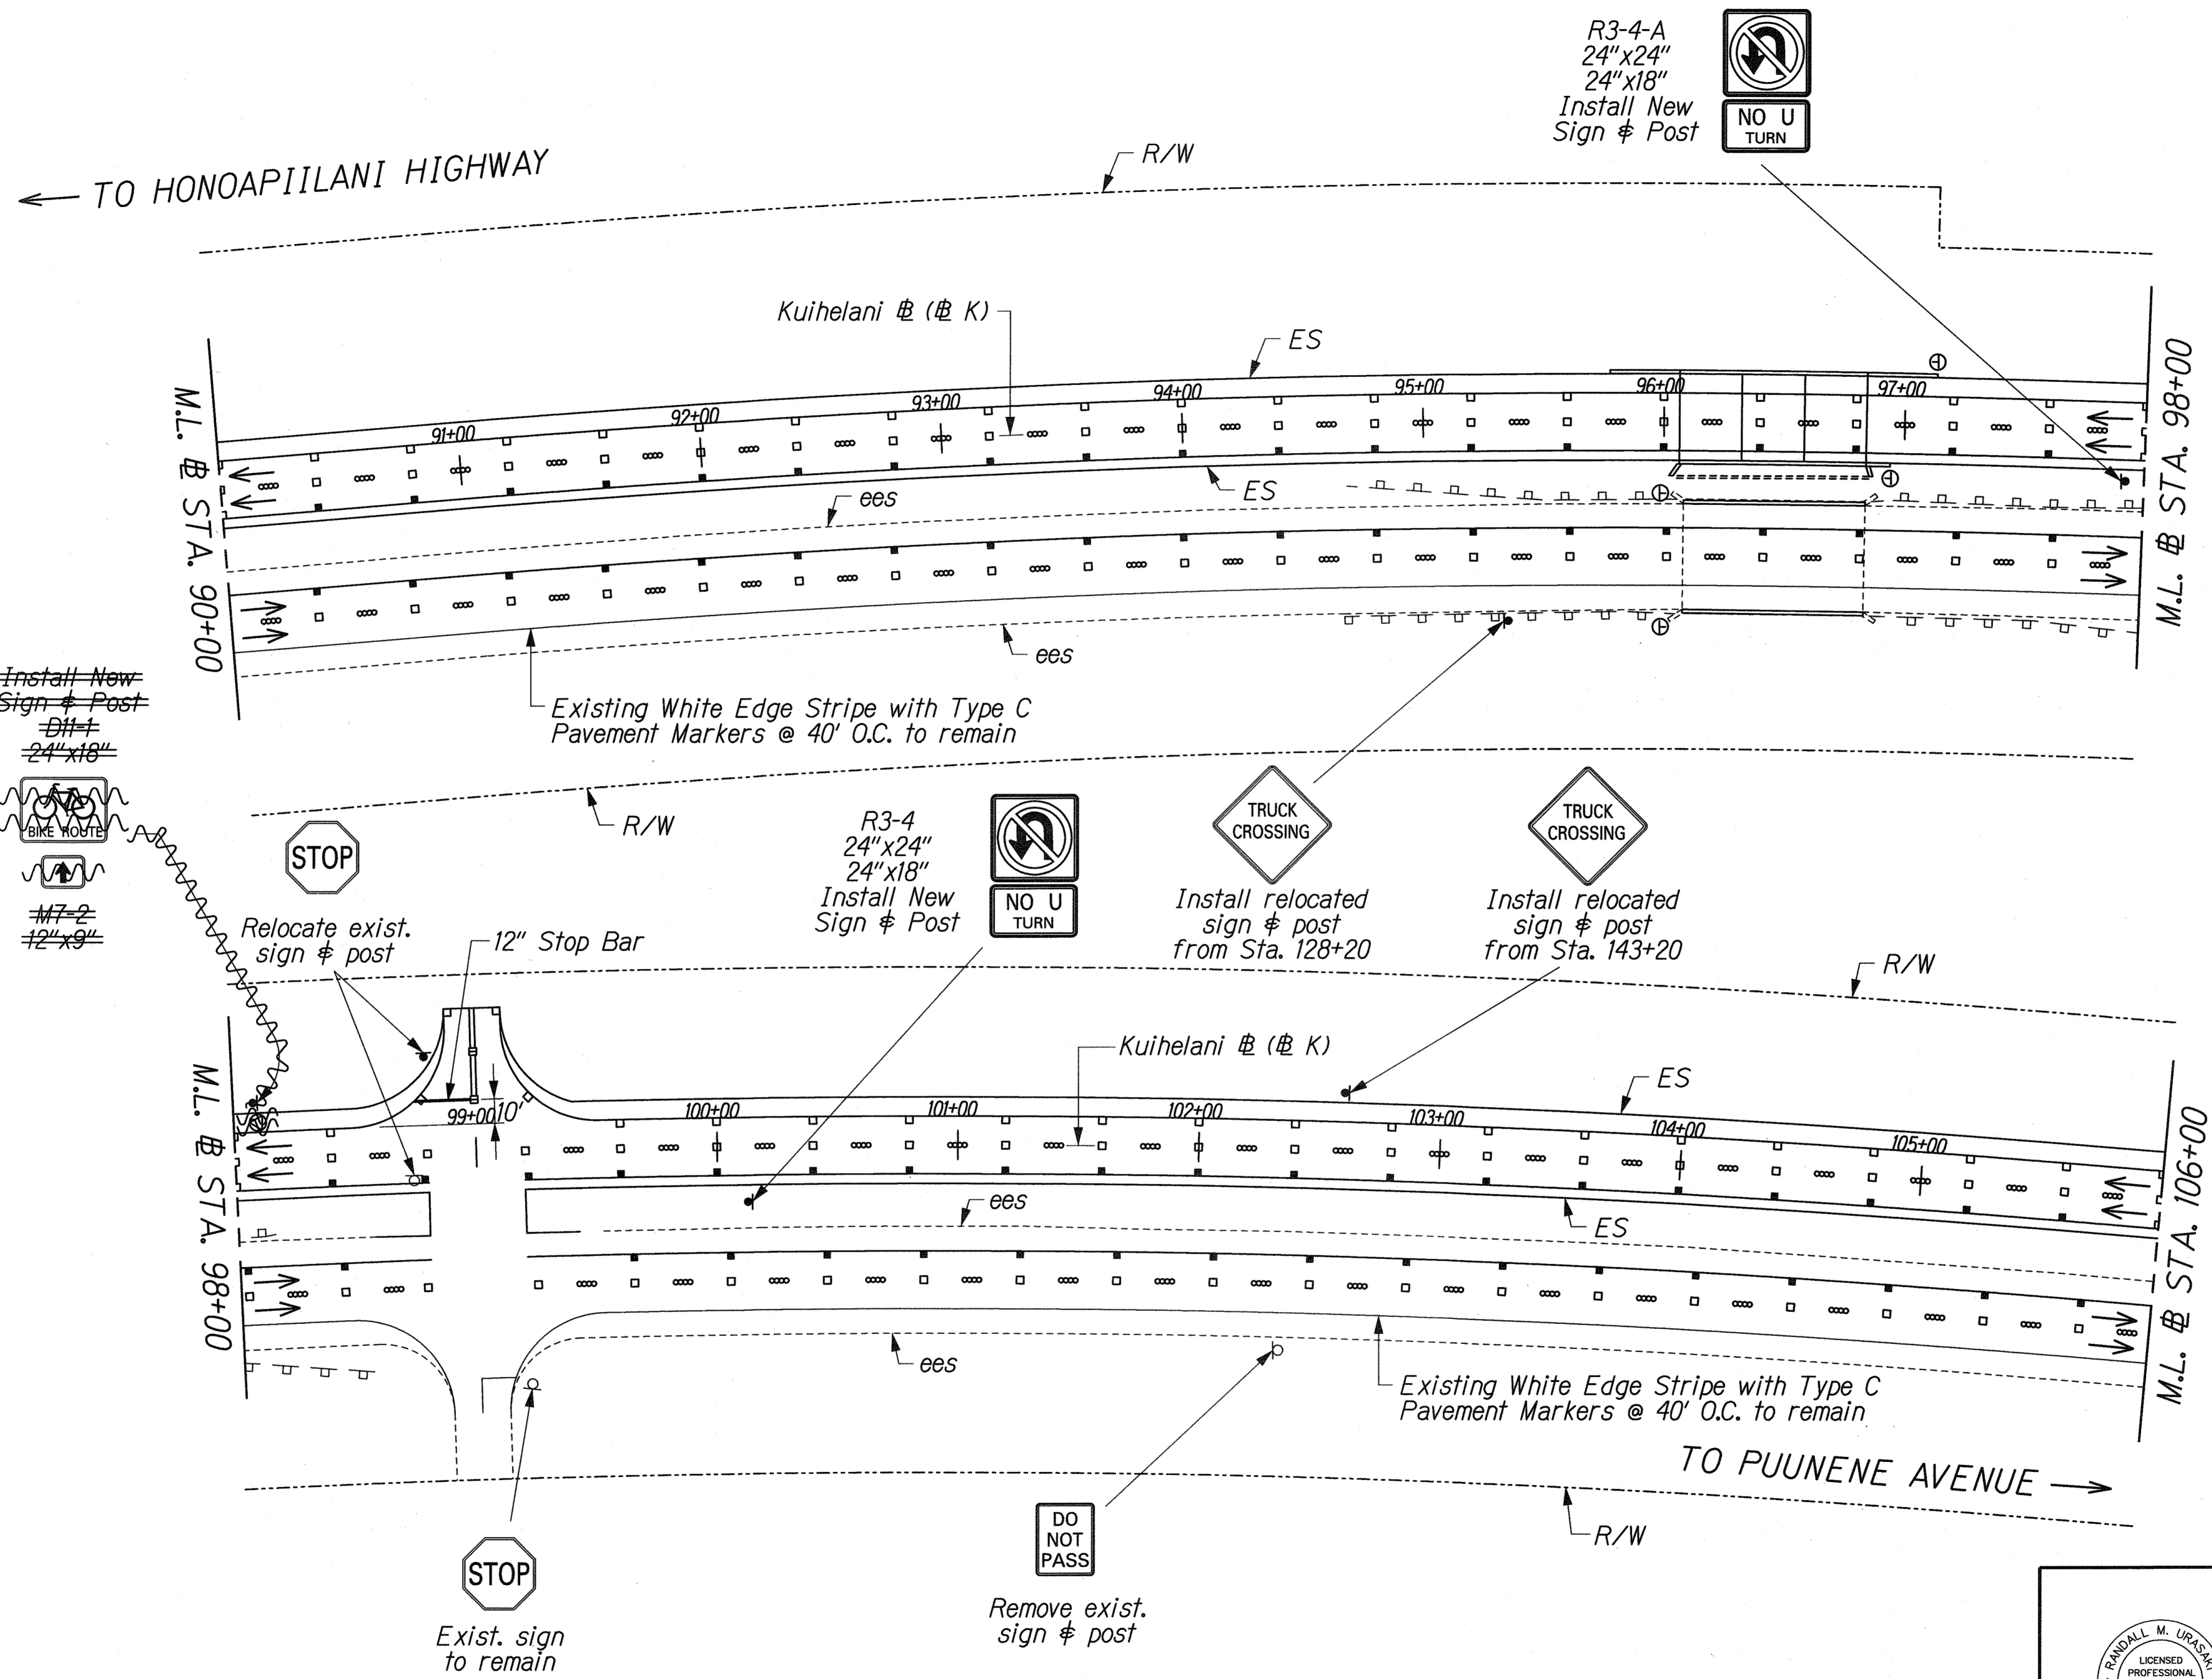 R3-4-A
24"x24"
24"x18"
Install New
Sign & Post
NO U
TURN
← TO HONOAPIILANI HIGHWAY
R/W
Kuihelani ℄ (℄ K)
ES
M.L. ℄ STA. 90+00
91+00
92+00
93+00
94+00
95+00
96+00
97+00
M.L. ℄ STA. 98+00
ees
ES
ees
Existing White Edge Stripe with Type C
Pavement Markers @ 40' O.C. to remain
R/W
Install New
Sign & Post
D11-1
24"x18"
BIKE ROUTE
M7-2
12"x9"
STOP
Relocate exist.
sign & post
12" Stop Bar
R3-4
24"x24"
24"x18"
Install New
Sign & Post
NO U
TURN
TRUCK
CROSSING
Install relocated
sign & post
from Sta. 128+20
TRUCK
CROSSING
Install relocated
sign & post
from Sta. 143+20
R/W
Kuihelani ℄ (℄ K)
ES
M.L. ℄ STA. 98+00
99+00
10'
100+00
101+00
102+00
103+00
104+00
105+00
M.L. ℄ STA. 106+00
ees
ES
ees
Existing White Edge Stripe with Type C
Pavement Markers @ 40' O.C. to remain
TO PUUNENE AVENUE →
R/W
STOP
Exist. sign
to remain
DO
NOT
PASS
Remove exist.
sign & post
RANDALL M.
LICENSED
PROFESSIONAL